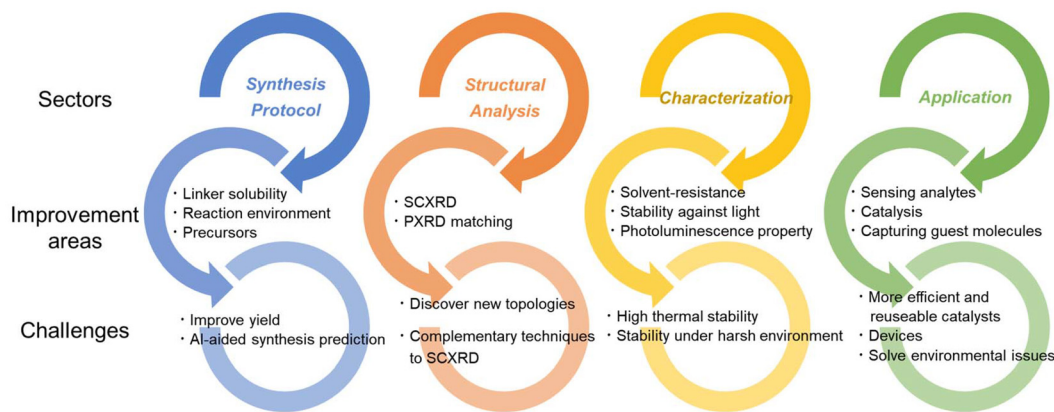 Sectors
Synthesis
Protocol
Structural
Analysis
Characterization
Application
Improvement
areas
・Linker solubility
・Reaction environment
・Precursors
・SCXRD
・PXRD matching
・Solvent-resistance
・Stability against light
・Photoluminescence property
・Sensing analytes
・Catalysis
・Capturing guest molecules
Challenges
・Improve yield
・AI-aided synthesis prediction
・Discover new topologies
・Complementary techniques
to SCXRD
・High thermal stability
・Stability under harsh environment
・More efficient and
reuseable catalysts
・Devices
・Solve environmental issues